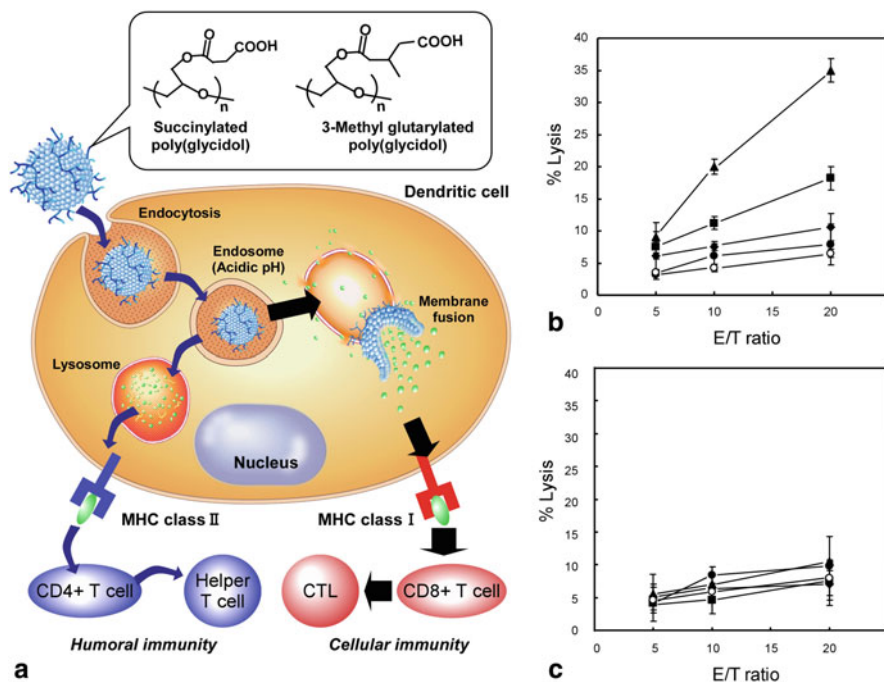 O
COOH
O
O
n
Succinylated
poly(glycidol)
O
COOH
O
O
n
3-Methyl glutarylated
poly(glycidol)
Dendritic cell
Endocytosis
Endosome
(Acidic pH)
Membrane
fusion
Lysosome
Nucleus
MHC class II
MHC class I
CD4+ T cell
Helper
T cell
CTL
CD8+ T cell
Humoral immunity
Cellular immunity
a
40
35
30
25
20
15
10
5
0
% Lysis
0 5 10 15 20
E/T ratio
b
40
35
30
25
20
15
10
5
0
% Lysis
0 5 10 15 20
E/T ratio
c